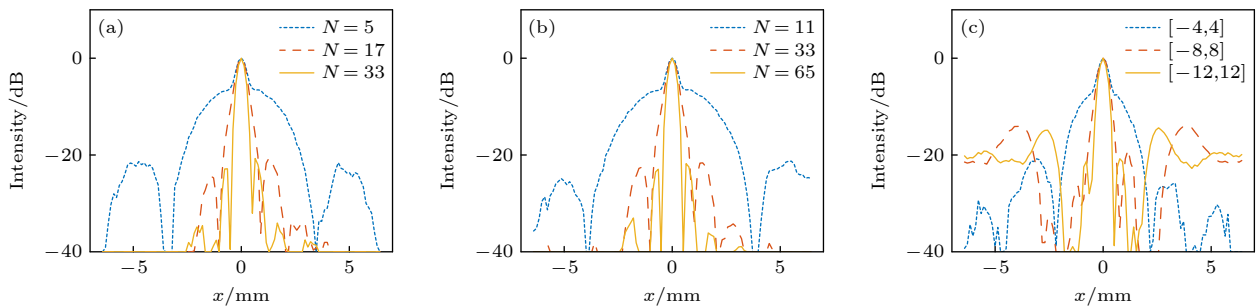 (a)
N = 5
N = 17
N = 33
0
−20
−40
Intensity/dB
−5
0
5
x/mm
(b)
N = 11
N = 33
N = 65
0
−20
−40
Intensity/dB
−5
0
5
x/mm
(c)
[−4,4]
[−8,8]
[−12,12]
0
−20
−40
Intensity/dB
−5
0
5
x/mm